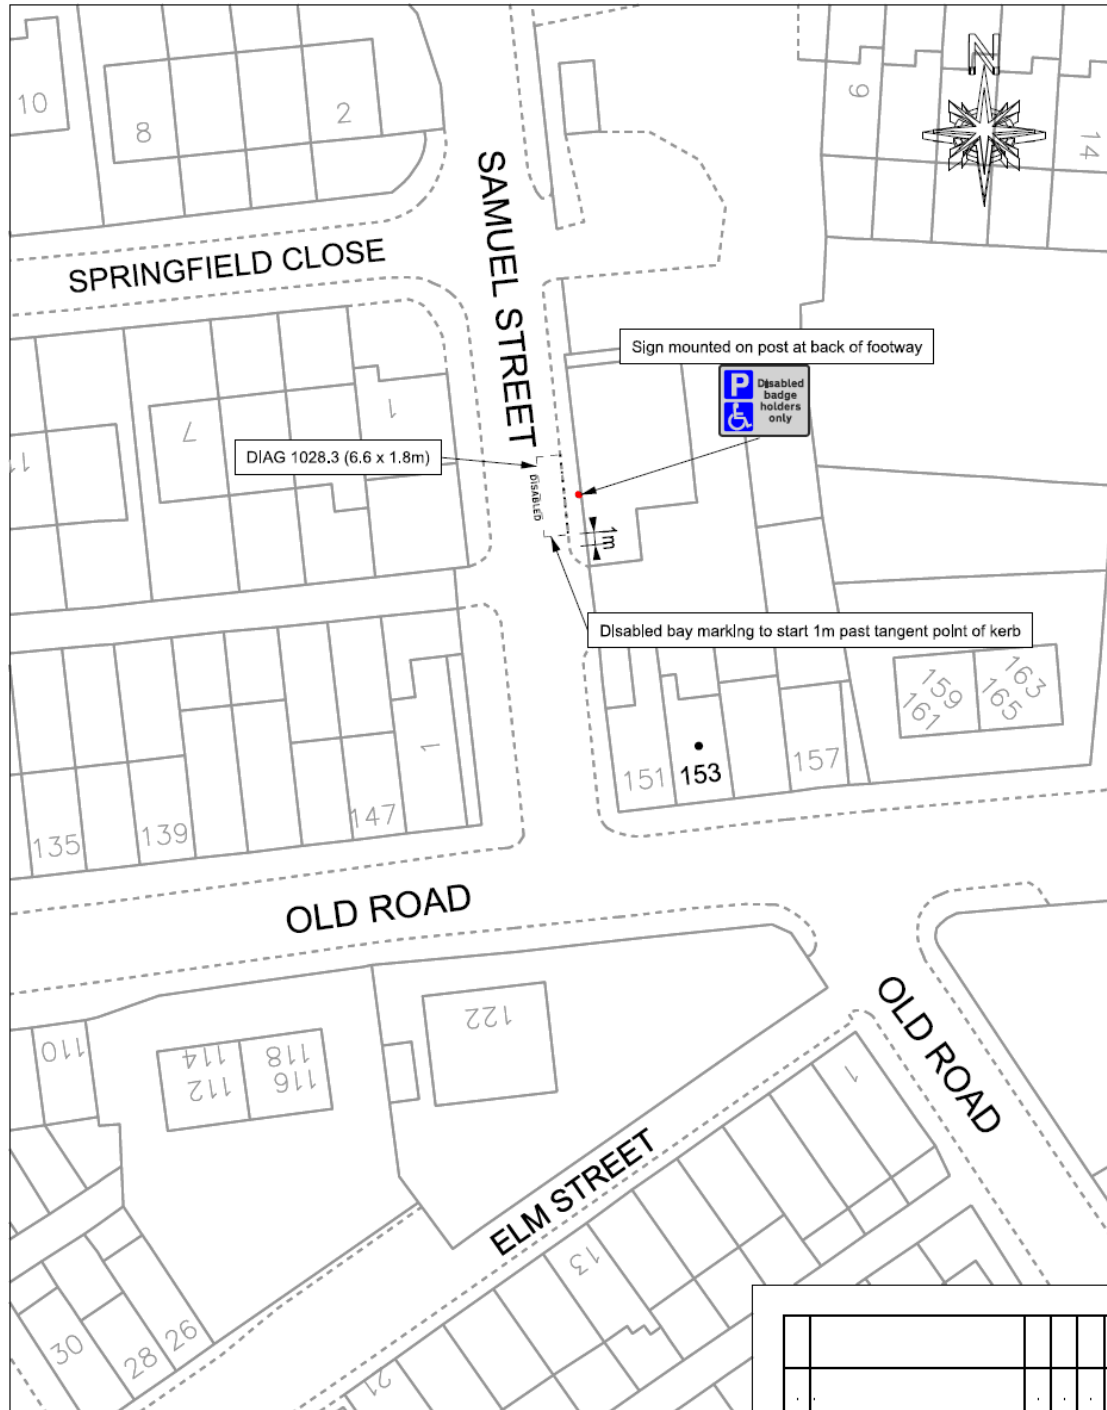 N
10
8
2
9
14
SAMUEL STREET
SPRINGFIELD CLOSE
Sign mounted on post at back of footway
P
Disabled
badge
holders
only
1
7
DIAG 1028.3 (6.6 x 1.8m)
DISABLED
1m
Disabled bay marking to start 1m past tangent point of kerb
159
161
163
165
1
151
153
157
135
139
147
OLD ROAD
122
110
114
112
118
116
OLD ROAD
1
ELM STREET
13
21
30
28
26